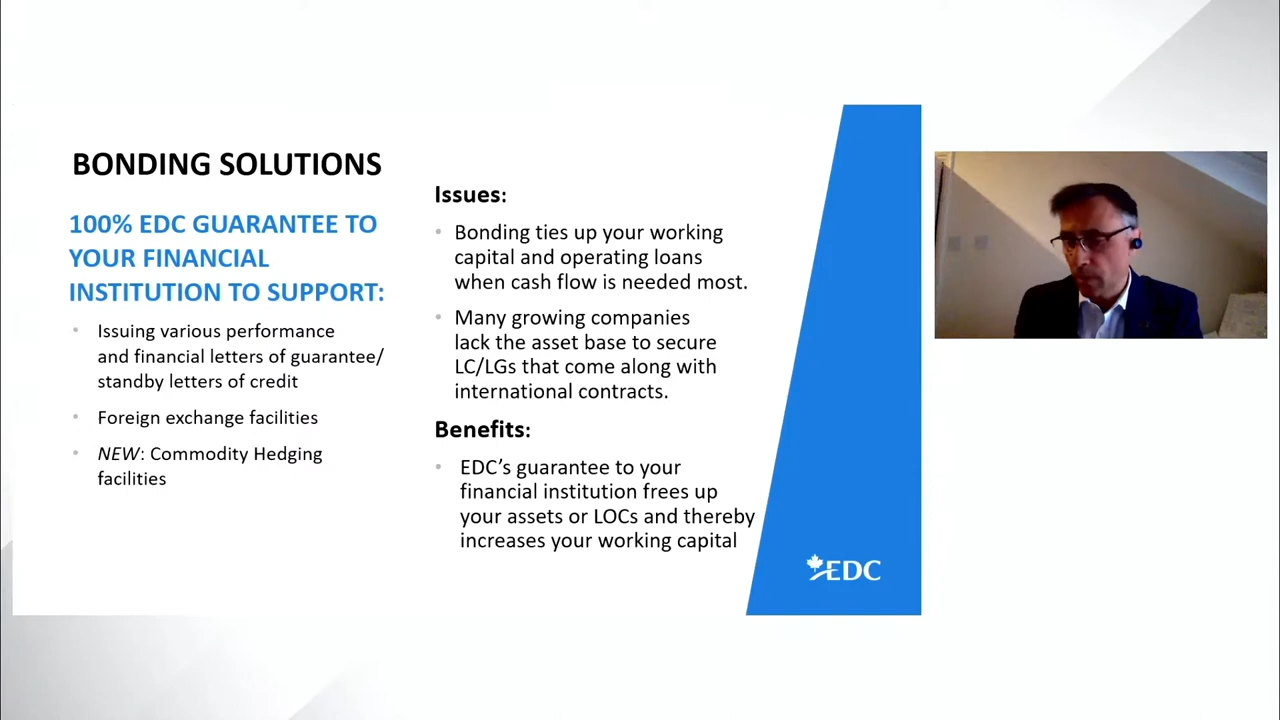 BONDING SOLUTIONS
100% EDC GUARANTEE TO
YOUR FINANCIAL
INSTITUTION TO SUPPORT:
Issuing various performance
and financial letters of guarantee/
standby letters of credit
Foreign exchange facilities
NEW: Commodity Hedging
facilities
Issues:
Bonding ties up your working
capital and operating loans
when cash flow is needed most.
Many growing companies
lack the asset base to secure
LC/LGs that come along with
international contracts.
Benefits:
EDC’s guarantee to your
financial institution frees up
your assets or LOCs and thereby
increases your working capital
EDC